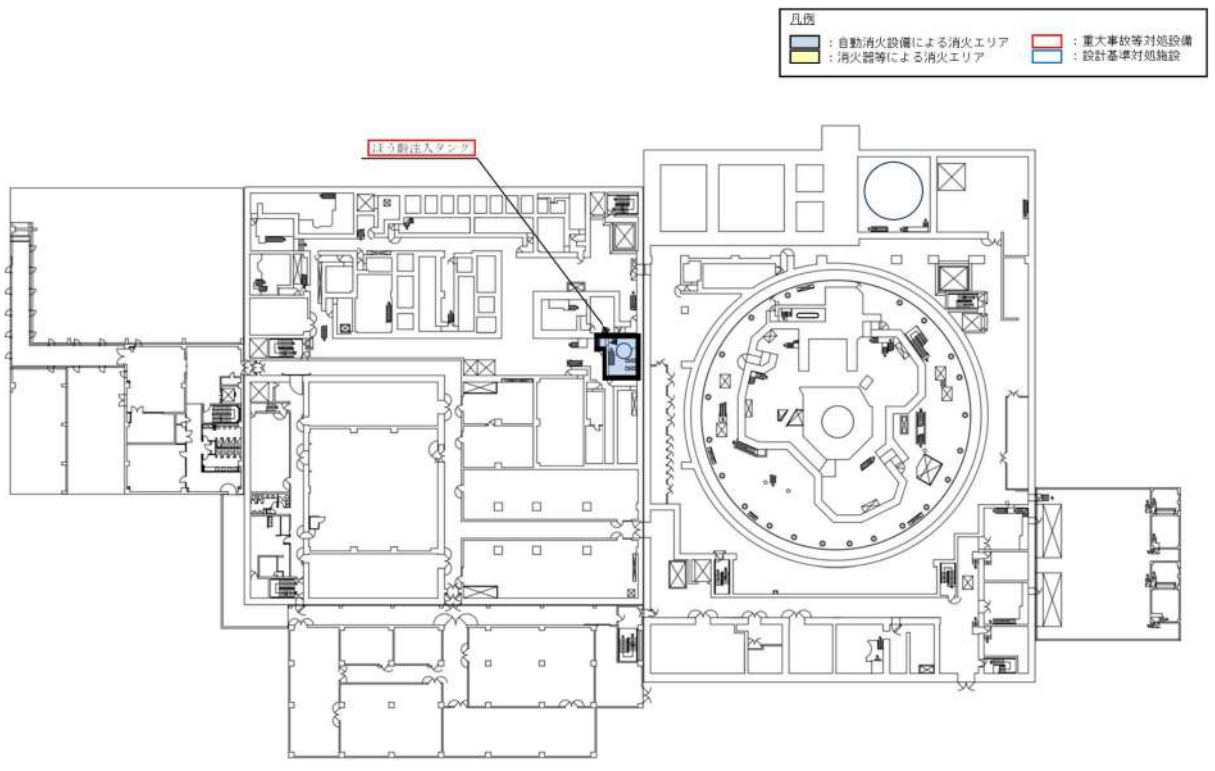 凡例
：自動消火設備による消火エリア
：重大事故等対処設備
：消火器等による消火エリア
：設計基準対処施設
ほう酸注入タンク